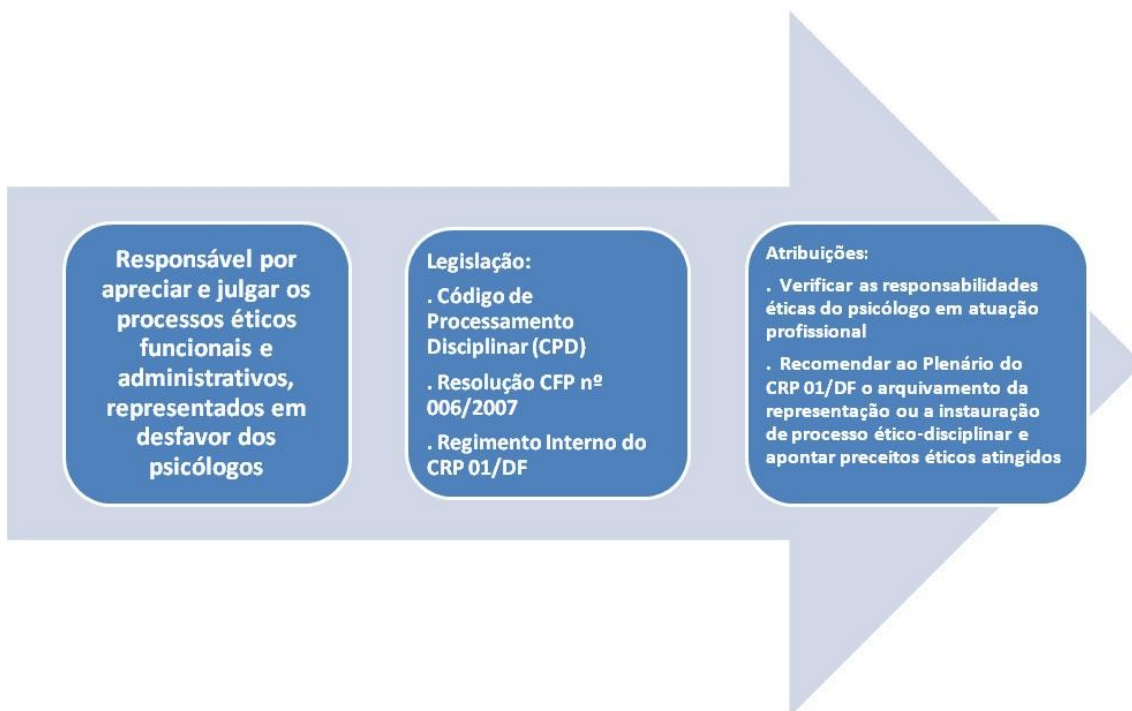 Responsável por
apreciar e julgar os
processos éticos
funcionais e
administrativos,
representados em
desfavor dos
psicólogos
Legislação:
. Código de
Processamento
Disciplinar (CPD)
. Resolução CFP nº
006/2007
. Regimento Interno do
CRP 01/DF
Atribuições:
. Verificar as responsabilidades
éticas do psicólogo em atuação
profissional
. Recomendar ao Plenário do
CRP 01/DF o arquivamento da
representação ou a instauração
de processo ético-disciplinar e
apontar preceitos éticos atingidos